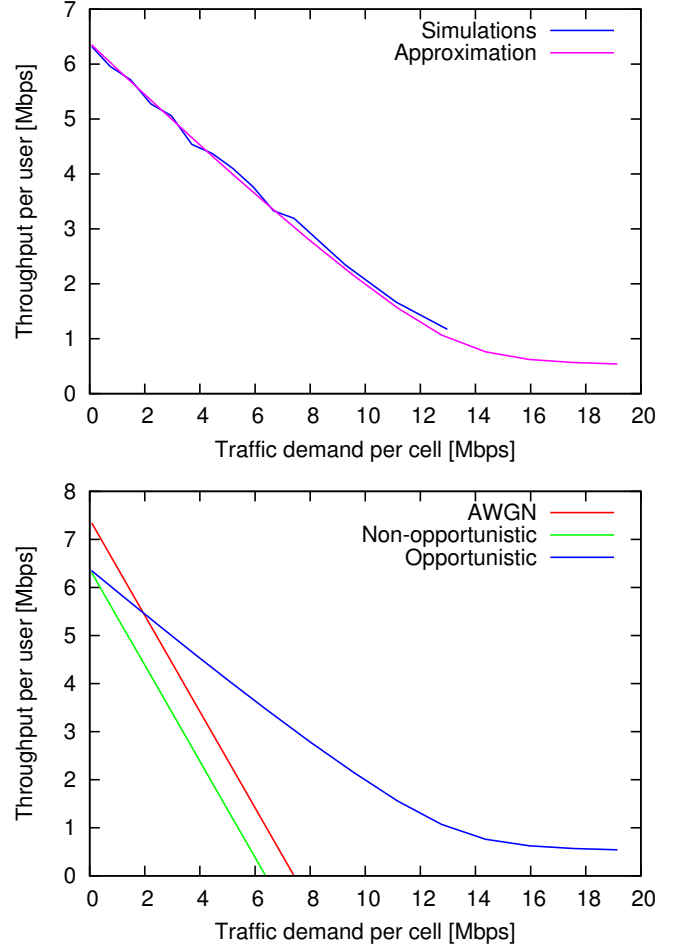 7
6
5
4
3
2
1
0
Throughput per user [Mbps]
Simulations
Approximation
0 2 4 6 8 10 12 14 16 18 20
Traffic demand per cell [Mbps]
8
7
6
5
4
3
2
1
0
Throughput per user [Mbps]
AWGN
Non-opportunistic
Opportunistic
0 2 4 6 8 10 12 14 16 18 20
Traffic demand per cell [Mbps]